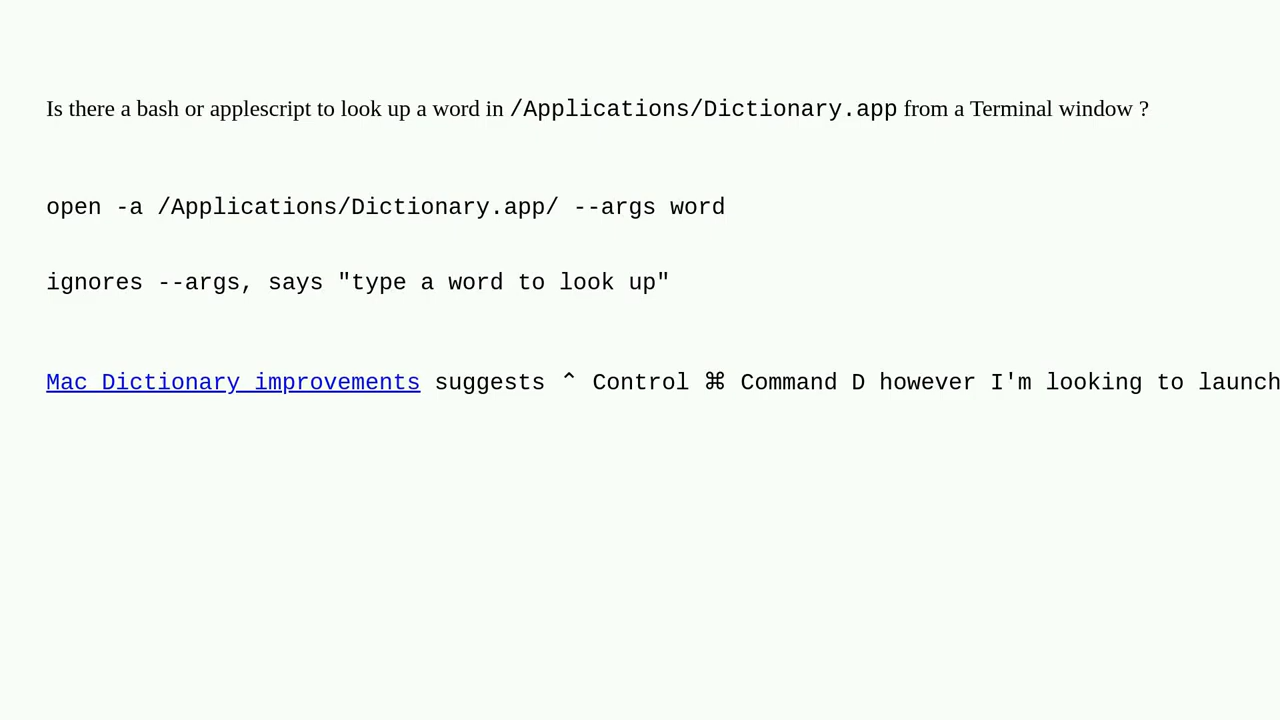 Is there a bash or applescript to look up a word in /Applications/Dictionary.app from a Terminal window ?
open -a /Applications/Dictionary.app/ --args word
ignores --args, says "type a word to look up"
Mac Dictionary improvements suggests ⌃ Control ⌘ Command D however I'm looking to launch